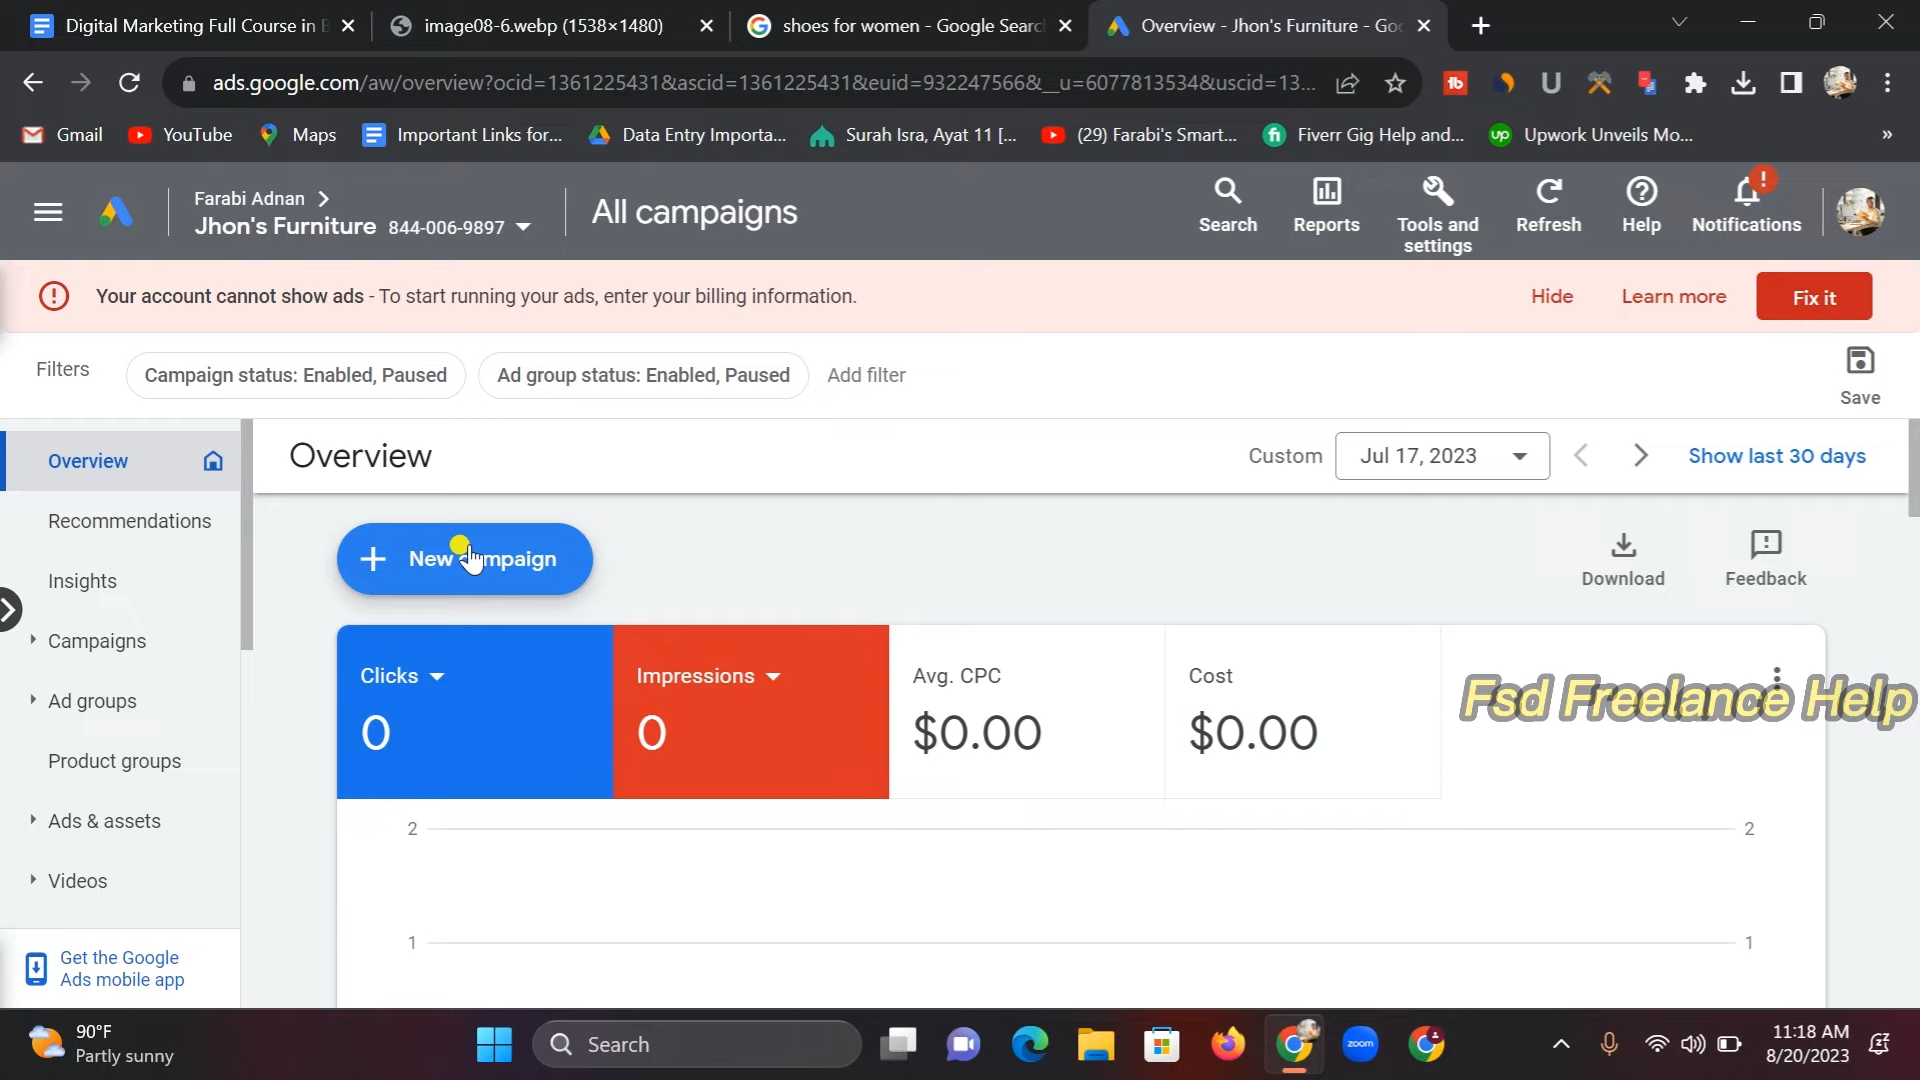 Digital Marketing Full Course in B
image08-6.webp (1538×1480)
shoes for women - Google Searc
Overview - Jhon's Furniture - Goo
ads.google.com/aw/overview?ocid=1361225431&ascid=1361225431&euid=932247566&__u=6077813534&uscid=13...
Gmail
YouTube
Maps
Important Links for...
Data Entry Importa...
Surah Isra, Ayat 11 [...
(29) Farabi's Smart...
Fiverr Gig Help and...
Upwork Unveils Mo...
»
Farabi Adnan
Jhon's Furniture 844-006-9897
All campaigns
Search
Reports
Tools and
settings
Refresh
Help
Notifications
Your account cannot show ads - To start running your ads, enter your billing information.
Hide
Learn more
Fix it
Filters
Campaign status: Enabled, Paused
Ad group status: Enabled, Paused
Add filter
Save
Overview
Recommendations
Insights
Campaigns
Ad groups
Product groups
Ads & assets
Videos
Get the Google
Ads mobile app
Overview
Custom
Jul 17, 2023
Show last 30 days
New campaign
Download
Feedback
Clicks
0
Impressions
0
Avg. CPC
$0.00
Cost
$0.00
Fsd Freelance Help
2
2
1
1
90°F
Partly sunny
Search
zoom
11:18 AM
8/20/2023